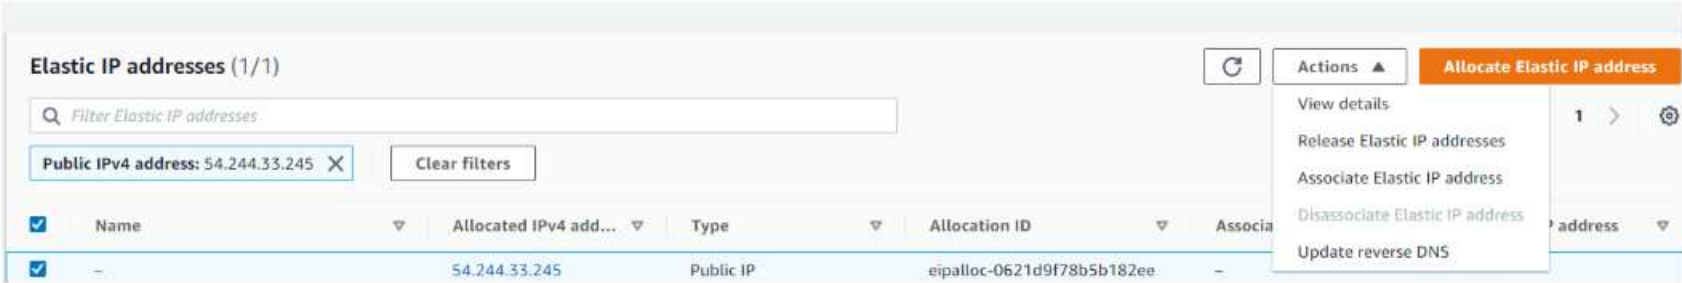 Elastic IP addresses (1/1)
Actions
Allocate Elastic IP address
Filter Elastic IP addresses
View details
1
Release Elastic IP addresses
Public IPv4 address: 54.244.33.245
Clear filters
Associate Elastic IP address
Disassociate Elastic IP address
Name
Allocated IPv4 add...
Type
Allocation ID
Associa
address
Update reverse DNS
–
54.244.33.245
Public IP
eipalloc-0621d9f78b5b182ee
–